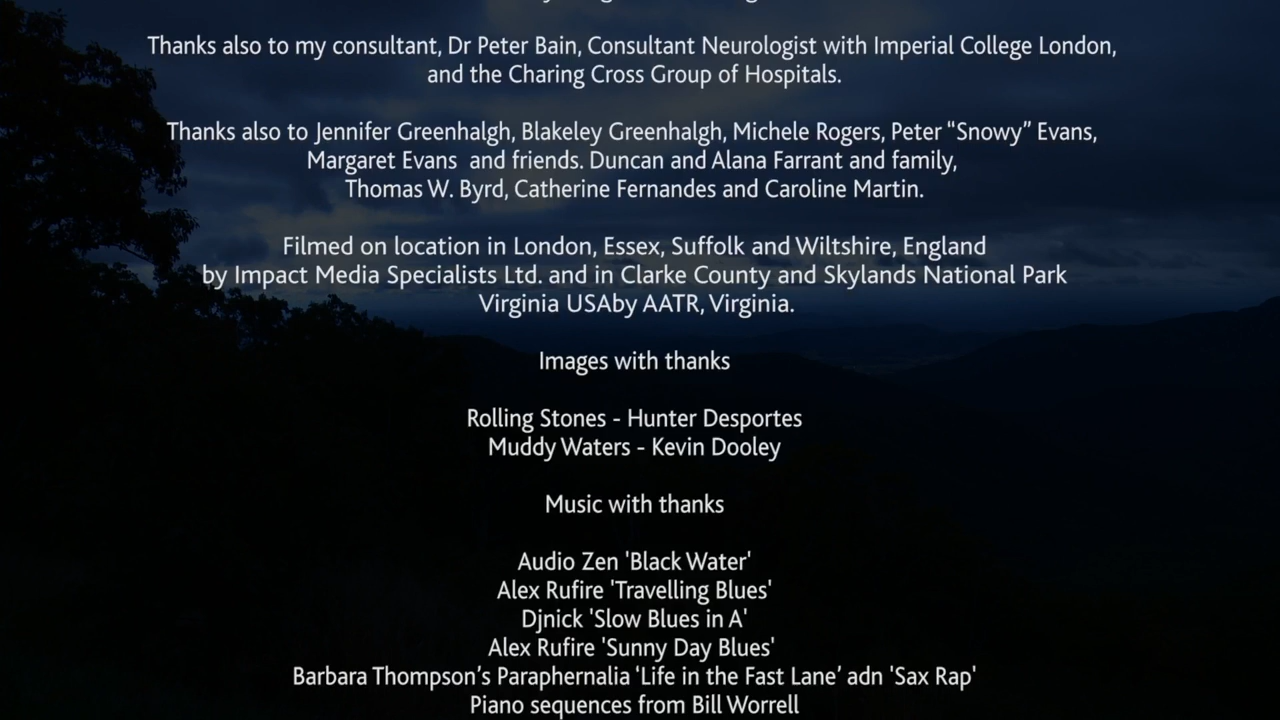 Thanks also to my consultant, Dr Peter Bain, Consultant Neurologist with Imperial College London,
and the Charing Cross Group of Hospitals.
Thanks also to Jennifer Greenhalgh, Blakeley Greenhalgh, Michele Rogers, Peter “Snowy” Evans,
Margaret Evans  and friends. Duncan and Alana Farrant and family,
Thomas W. Byrd, Catherine Fernandes and Caroline Martin.
Filmed on location in London, Essex, Suffolk and Wiltshire, England
by Impact Media Specialists Ltd. and in Clarke County and Skylands National Park
Virginia USAby AATR, Virginia.
Images with thanks
Rolling Stones - Hunter Desportes
Muddy Waters - Kevin Dooley
Music with thanks
Audio Zen 'Black Water'
Alex Rufire 'Travelling Blues'
Djnick 'Slow Blues in A'
Alex Rufire 'Sunny Day Blues'
Barbara Thompson’s Paraphernalia ‘Life in the Fast Lane’ adn 'Sax Rap'
Piano sequences from Bill Worrell